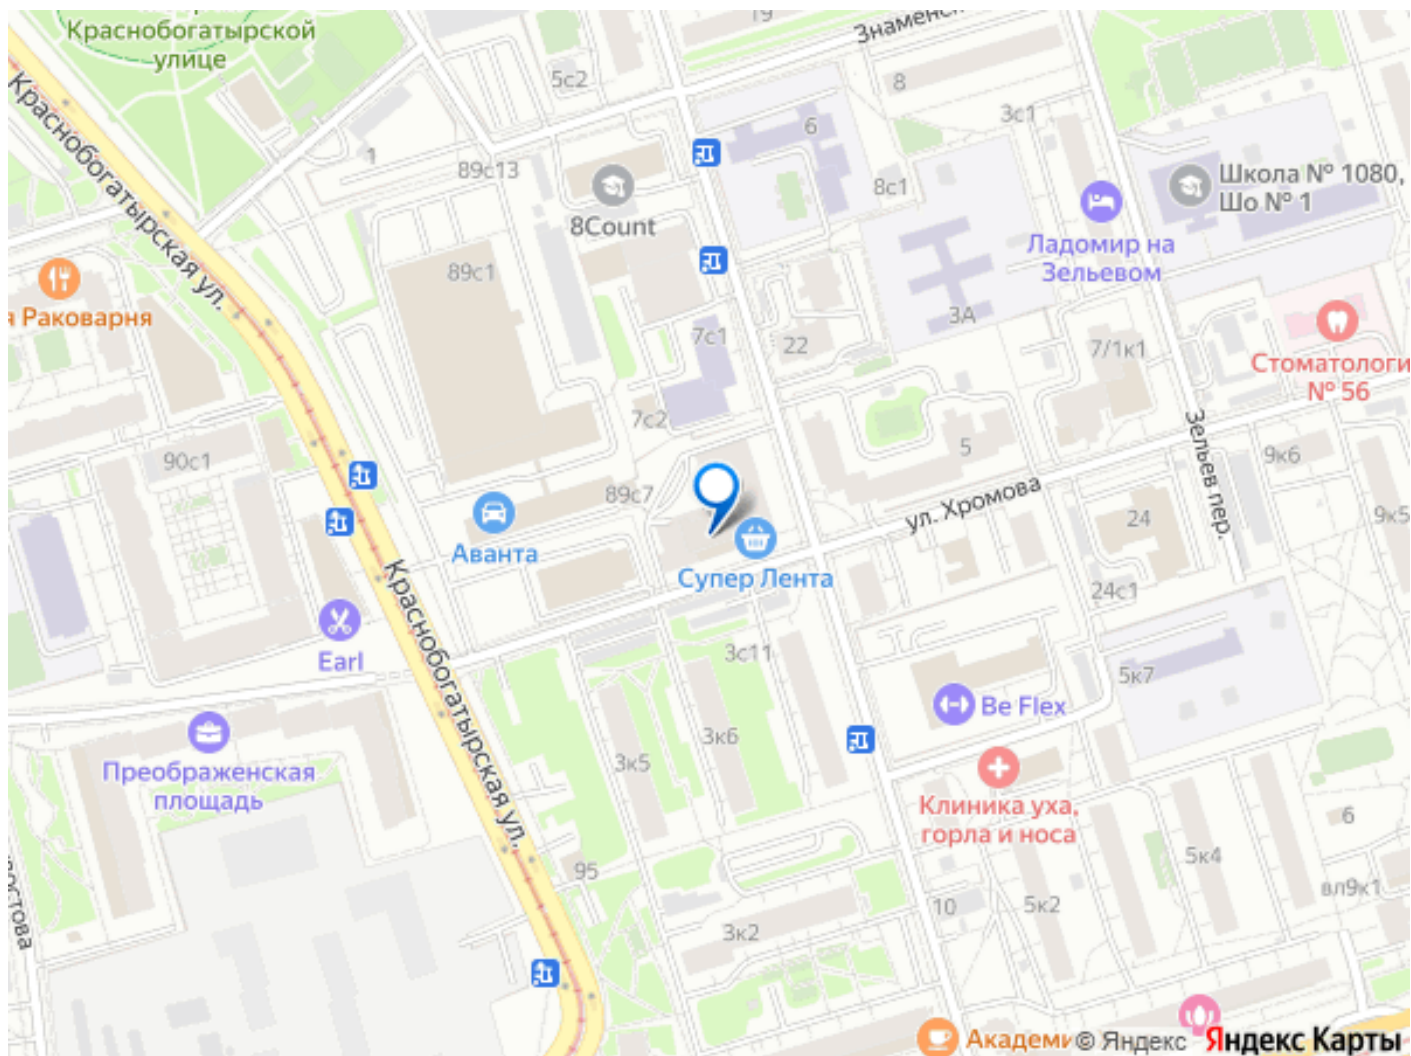 Краснобогатырской
улице
19
Знаменск
5с2
8
Краснобогатырская ул.
3с1
6
1
89с13
8с1
Школа № 1080,
Шо № 1
8Count
Ладомир на
Зельевом
89с1
я Раковарня
3А
7с1
22
7/1к1
Стоматологи
№ 56
7с2
Зельев пер.
5
90с1
9к6
89с7
ул. Хромова
9к5
24
Аванта
Супер Лента
24с1
Краснобогатырская ул.
Earl
3с11
5к7
Be Flex
3к6
3к5
Преображенская
площадь
Клиника уха,
горла и носа
6
5к4
95
вл9к1
10
5к2
3к2
остова
Академи
© Яндекс
Яндекс Карты